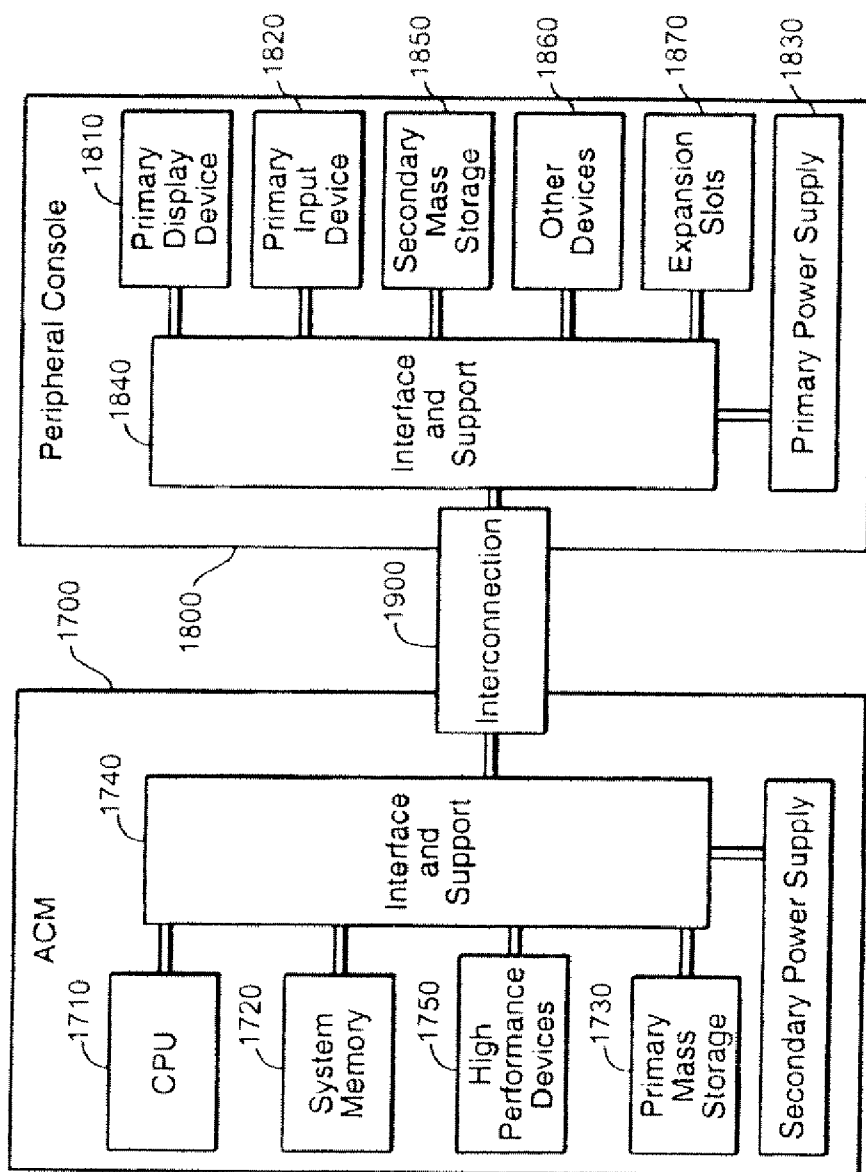 ACM
1700
1710
CPU
1720
System
Memory
1750
High
Performance
Devices
1730
Primary
Mass
Storage
1740
Interface
and
Support
Secondary Power Supply
1900
Interconnection
Peripheral Console
1800
1840
Interface
and
Support
1810
Primary
Display
Device
1820
Primary
Input
Device
1850
Secondary
Mass
Storage
1860
Other
Devices
1870
Expansion
Slots
1830
Primary Power Supply